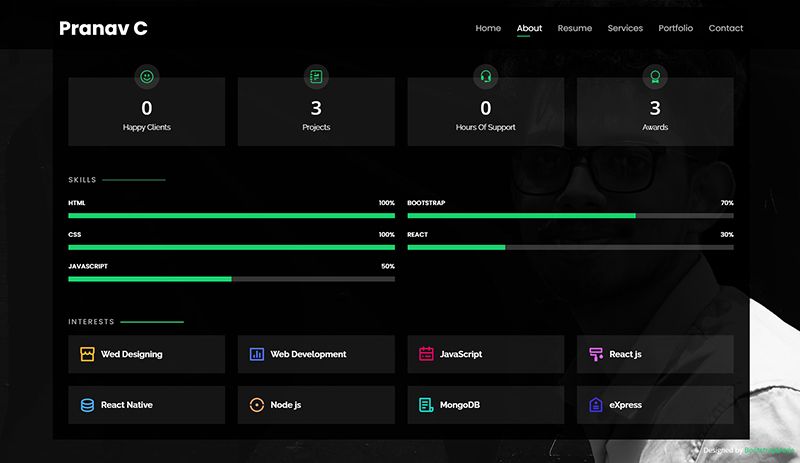 Pranav C
Home About Resume Services Portfolio Contact
0 3 0 3
Happy Clients Projects Hours Of Support Awards
SKILLS
HTML 100% BOOTSTRAP 70%
CSS 100% REACT 30%
JAVASCRIPT 50%
INTERESTS
Wed Designing Web Development JavaScript React js
React Native Node js MongoDB eXpress
Designed by